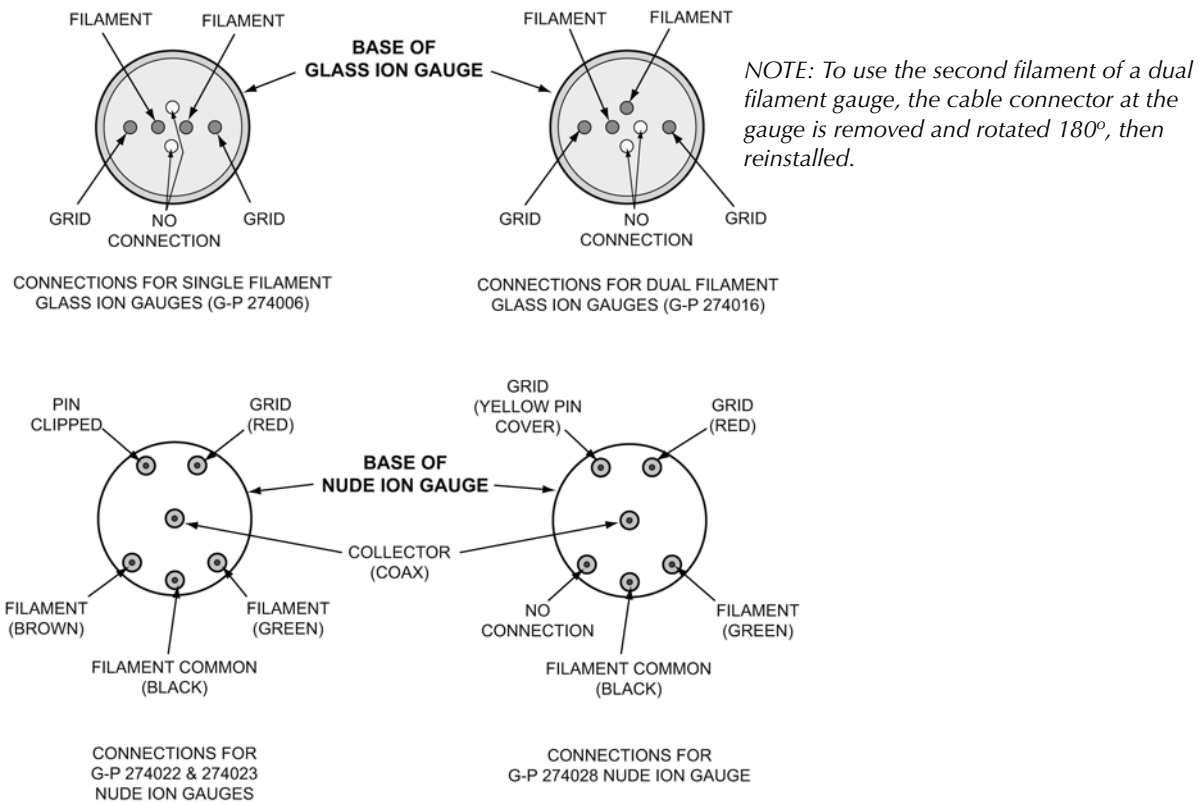 FILAMENT
FILAMENT
BASE OF
GLASS ION GAUGE
FILAMENT
FILAMENT
NOTE: To use the second filament of a dual
filament gauge, the cable connector at the
gauge is removed and rotated 180º, then
reinstalled.
GRID
NO
CONNECTION
GRID
GRID
NO
CONNECTION
GRID
CONNECTIONS FOR SINGLE FILAMENT
GLASS ION GAUGES (G-P 274006)
CONNECTIONS FOR DUAL FILAMENT
GLASS ION GAUGES (G-P 274016)
PIN
CLIPPED
GRID
(RED)
BASE OF
NUDE ION GAUGE
GRID
(YELLOW PIN
COVER)
GRID
(RED)
COLLECTOR
(COAX)
FILAMENT
(BROWN)
FILAMENT
(GREEN)
FILAMENT COMMON
(BLACK)
NO
CONNECTION
FILAMENT
(GREEN)
FILAMENT COMMON
(BLACK)
CONNECTIONS FOR
G-P 274022 & 274023
NUDE ION GAUGES
CONNECTIONS FOR
G-P 274028 NUDE ION GAUGE